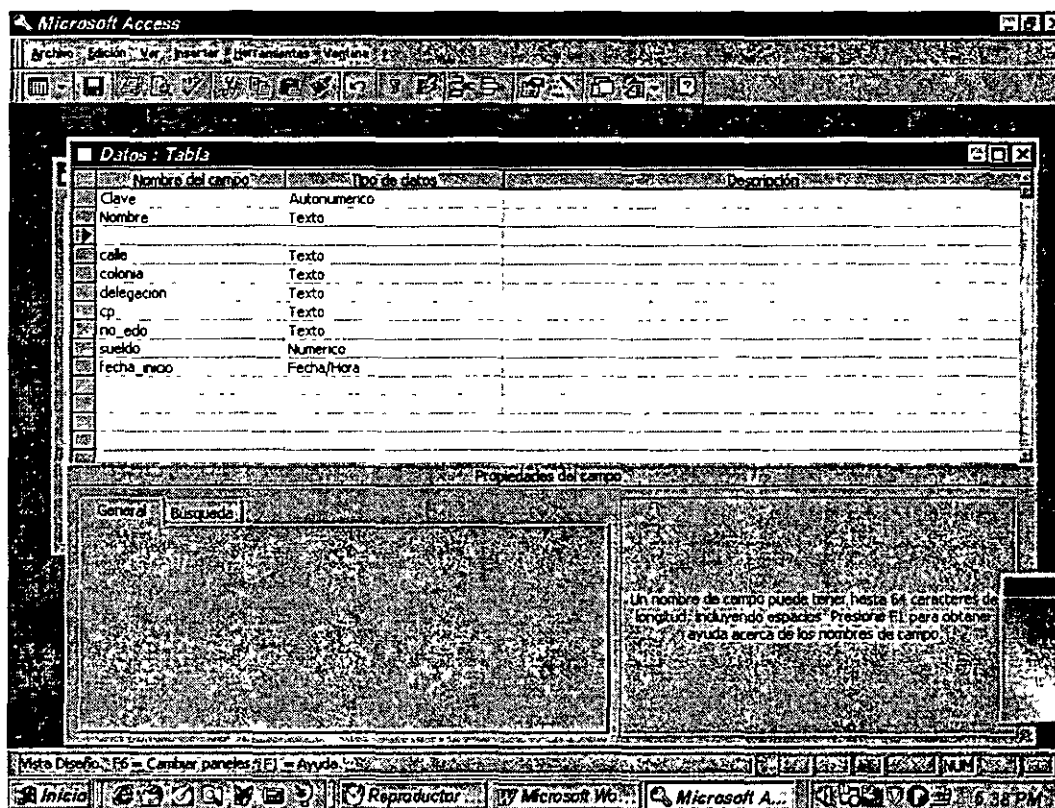 Microsoft Access
Archivo Edición Ver Insertar Herramientas Ventana ?
Datos : Tabla
Nombre del campo Tipo de datos Descripción
Clave Autonumerico
Nombre Texto
calle Texto
colonia Texto
delegacion Texto
cp Texto
no_edo Texto
sueldo Numerico
fecha_inicio Fecha/Hora
Propiedades del campo
General Búsqueda
Un nombre de campo puede tener hasta 64 caracteres de
longitud, incluyendo espacios. Presione F1 para obtener
ayuda acerca de los nombres de campo.
Vista Diseño. F6 = Cambiar paneles. F1 = Ayuda. NUM
Inicio Reproductor ... Microsoft Wo... Microsoft A... 6:38 PM